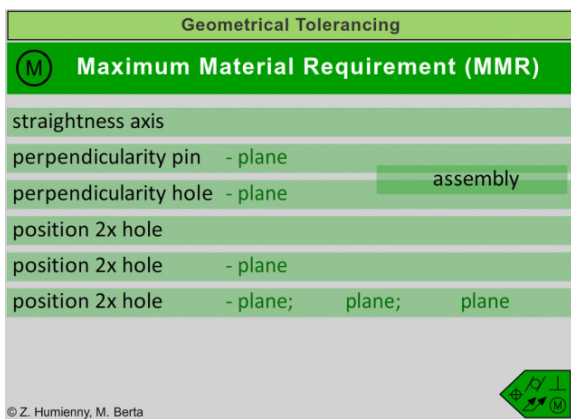 Geometrical Tolerancing
M Maximum Material Requirement (MMR)
straightness axis
perpendicularity pin - plane
assembly
perpendicularity hole - plane
position 2x hole
position 2x hole - plane
position 2x hole - plane; plane; plane
M
© Z. Humienny, M. Berta